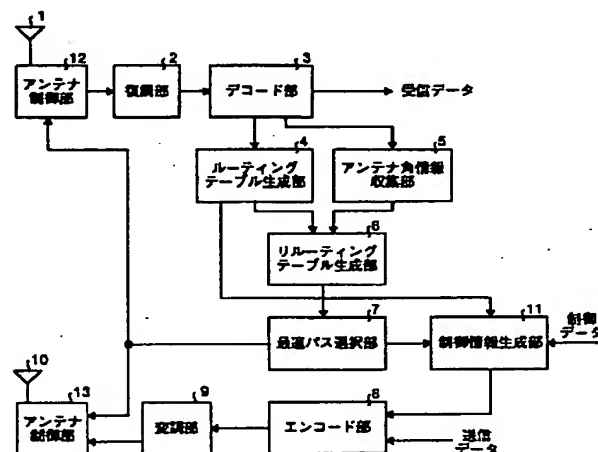 1
12
アンテナ
制御部
2
復調部
3
デコード部
受信データ
4
ルーティング
テーブル生成部
5
アンテナ角情報
収集部
6
リルーティング
テーブル生成部
7
最適パス選択部
11
制御情報生成部
制御
データ
10
13
アンテナ
制御部
9
変調部
8
エンコード部
送信
データ